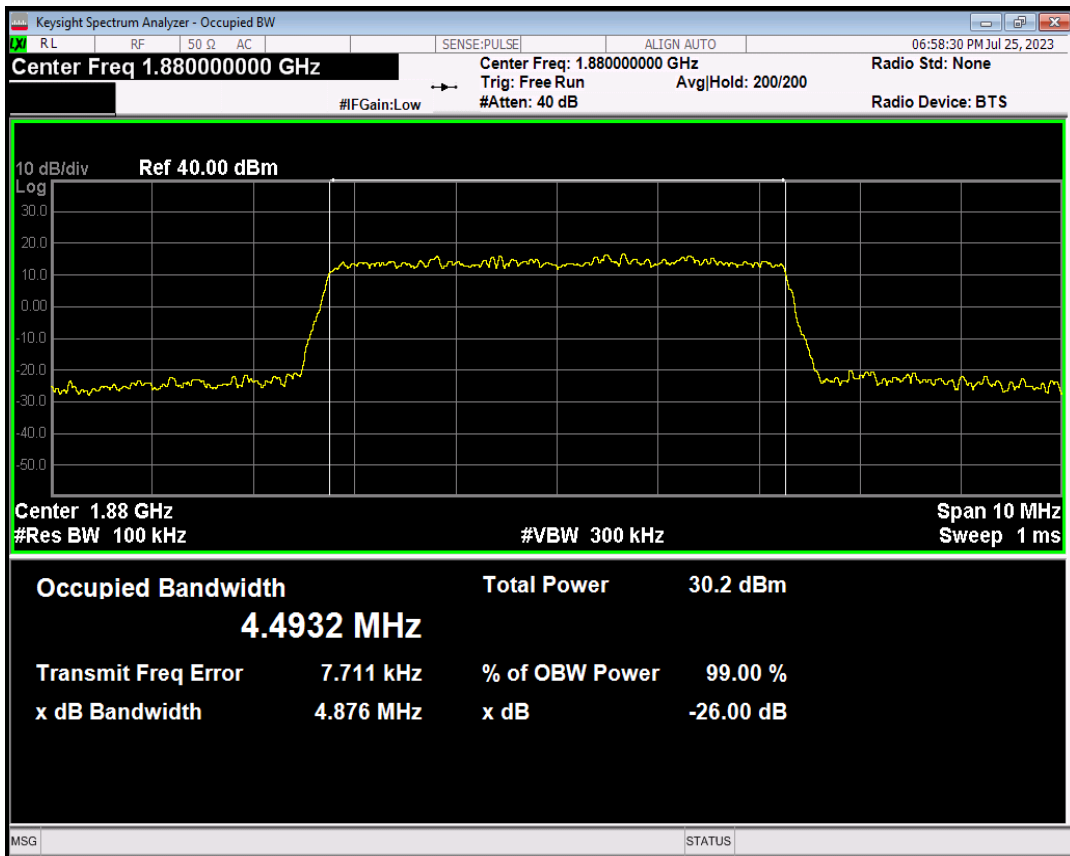 Keysight Spectrum Analyzer - Occupied BW
LXI RL RF 50 Ω AC SENSE:PULSE ALIGN AUTO 06:58:30 PM Jul 25, 2023
Center Freq 1.880000000 GHz Center Freq: 1.880000000 GHz Radio Std: None
Trig: Free Run Avg|Hold: 200/200
#IFGain:Low #Atten: 40 dB Radio Device: BTS
10 dB/div Ref 40.00 dBm
Log
30.0
20.0
10.0
0.00
-10.0
-20.0
-30.0
-40.0
-50.0
Center 1.88 GHz Span 10 MHz
#Res BW 100 kHz #VBW 300 kHz Sweep 1 ms
Occupied Bandwidth Total Power 30.2 dBm
4.4932 MHz
Transmit Freq Error 7.711 kHz % of OBW Power 99.00 %
x dB Bandwidth 4.876 MHz x dB -26.00 dB
MSG STATUS